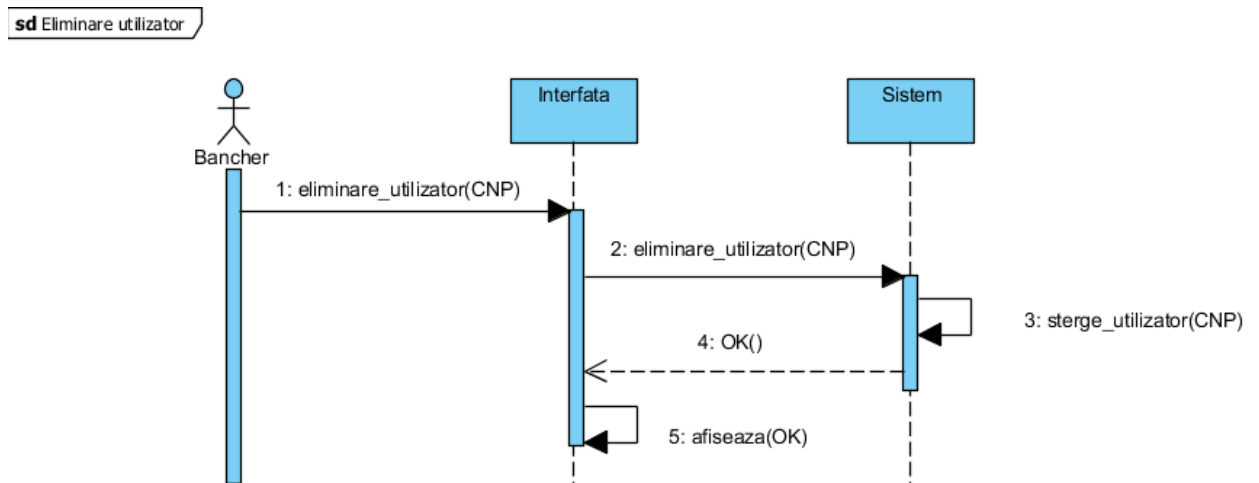 sd Eliminare utilizator
Interfata
Sistem
Bancher
1: eliminare_utilizator(CNP)
2: eliminare_utilizator(CNP)
3: sterge_utilizator(CNP)
4: OK()
5: afiseaza(OK)